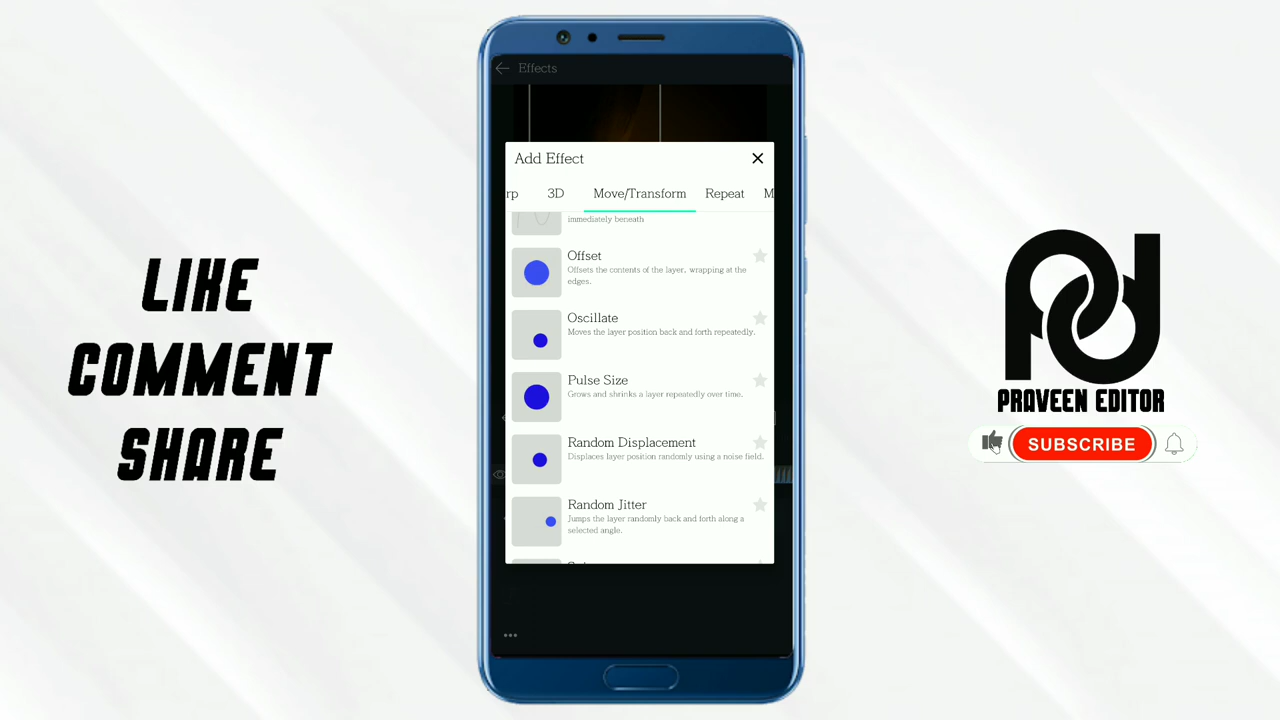 LIKE
COMMENT
SHARE
Effects
Add Effect
rp 3D Move/Transform Repeat M
immediately beneath
Offset
Offsets the contents of the layer, wrapping at the
edges.
Oscillate
Moves the layer position back and forth repeatedly.
Pulse Size
Grows and shrinks a layer repeatedly over time.
Random Displacement
Displaces layer position randomly using a noise field.
Random Jitter
Jumps the layer randomly back and forth along a
selected angle.
pd
PRAVEEN EDITOR
SUBSCRIBE